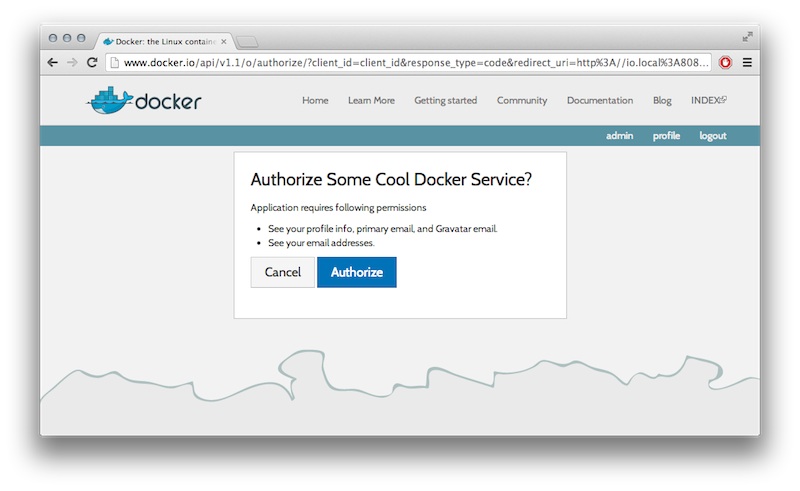 Docker: the Linux containe
www.docker.io/api/v1.1/o/authorize/?client_id=client_id&response_type=code&redirect_uri=http%3A//io.local%3A808...
docker
Home Learn More Getting started Community Documentation Blog INDEX
admin profile logout
Authorize Some Cool Docker Service?
Application requires following permissions
• See your profile info, primary email, and Gravatar email.
• See your email addresses.
Cancel Authorize